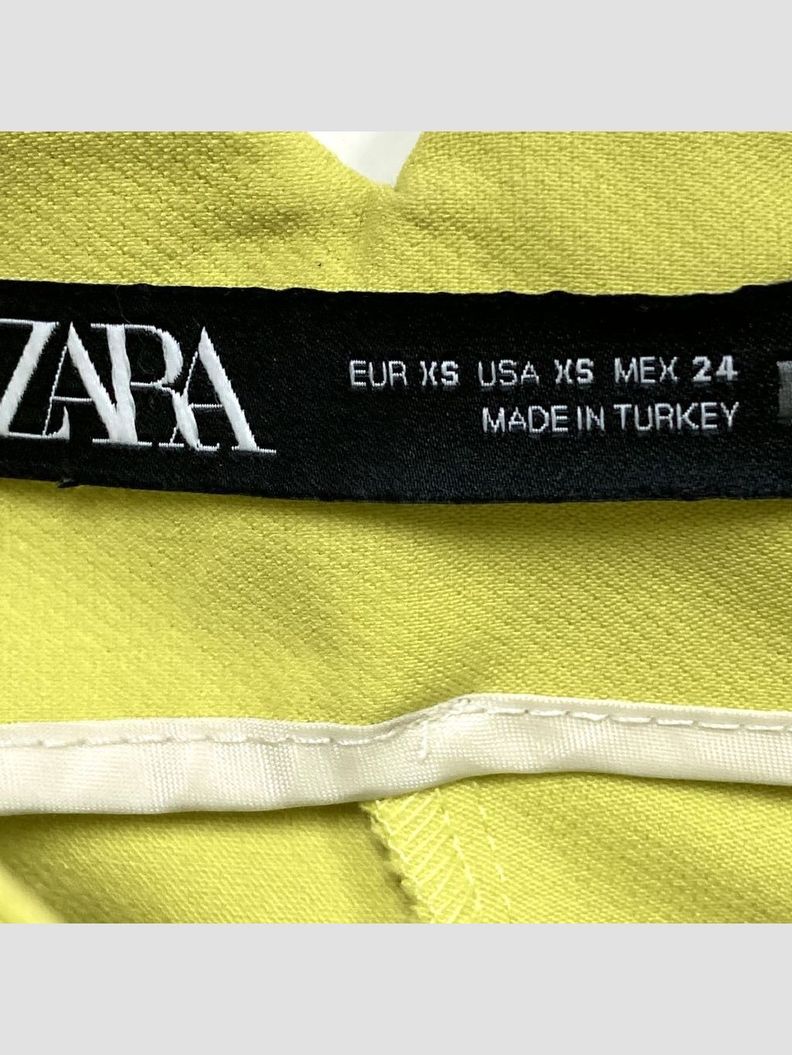 ZARA
EUR XS USA XS MEX 24
MADE IN TURKEY